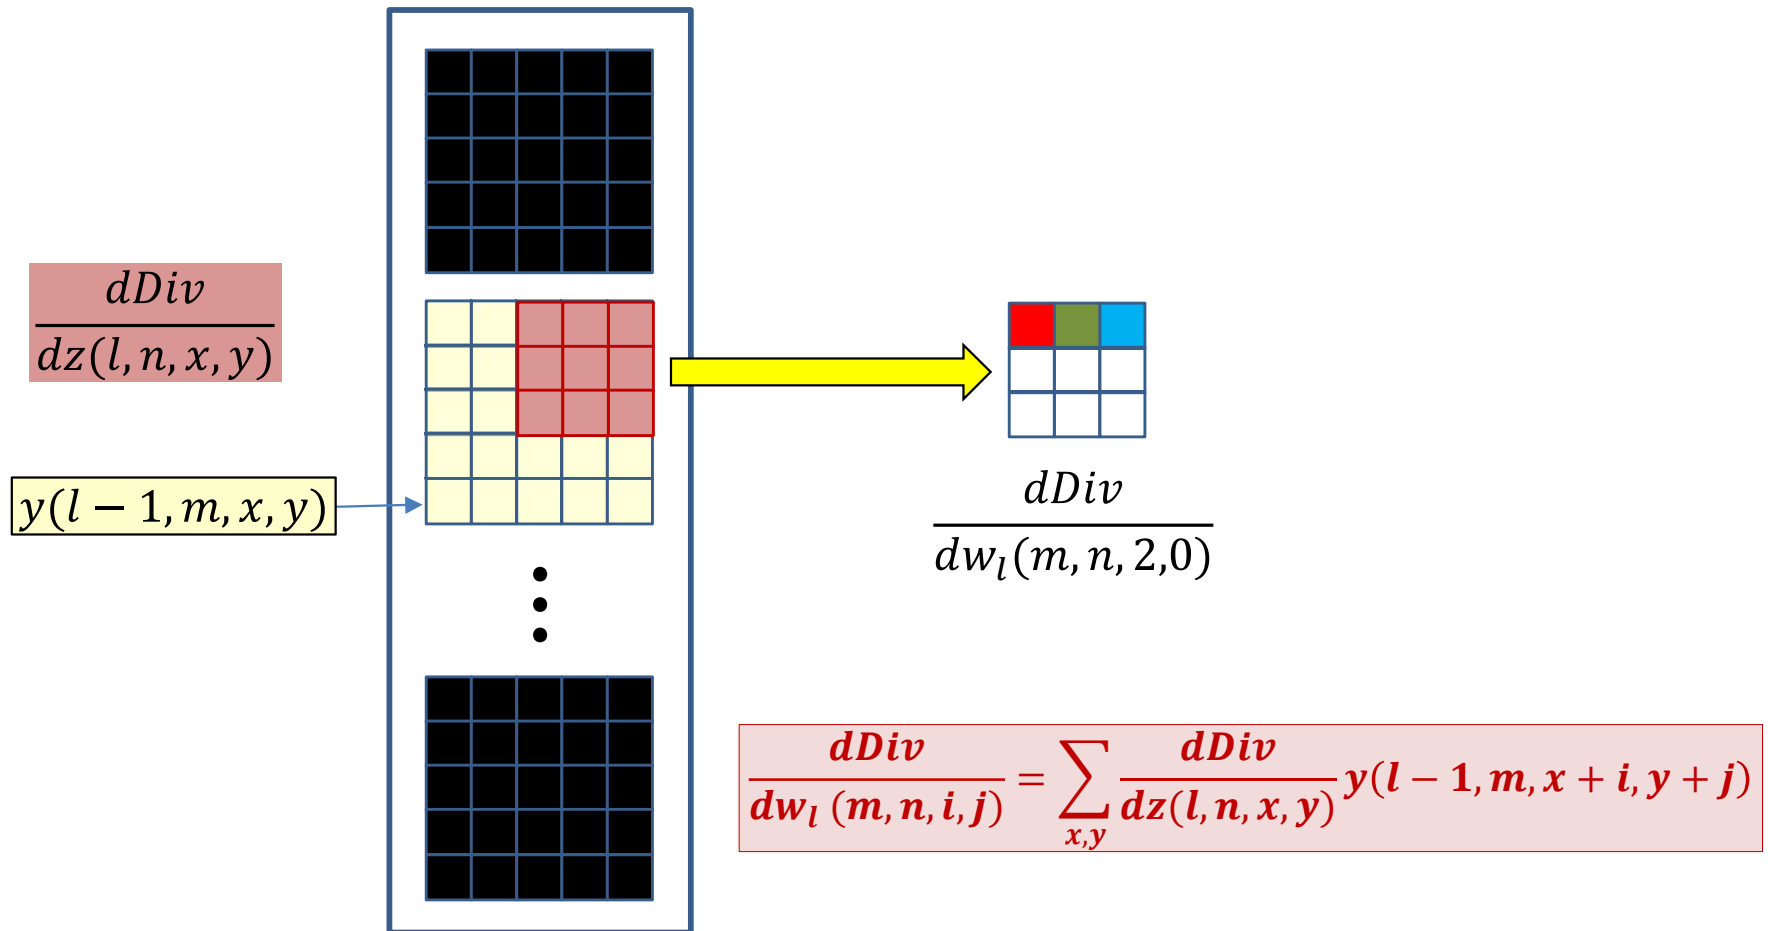 dDiv
dz(l, n, x, y)
y(l − 1, m, x, y)
dDiv
dw_l(m, n, 2,0)
dDiv/dw_l (m, n, i, j) = ∑_{x,y} dDiv/dz(l, n, x, y) y(l − 1, m, x + i, y + j)